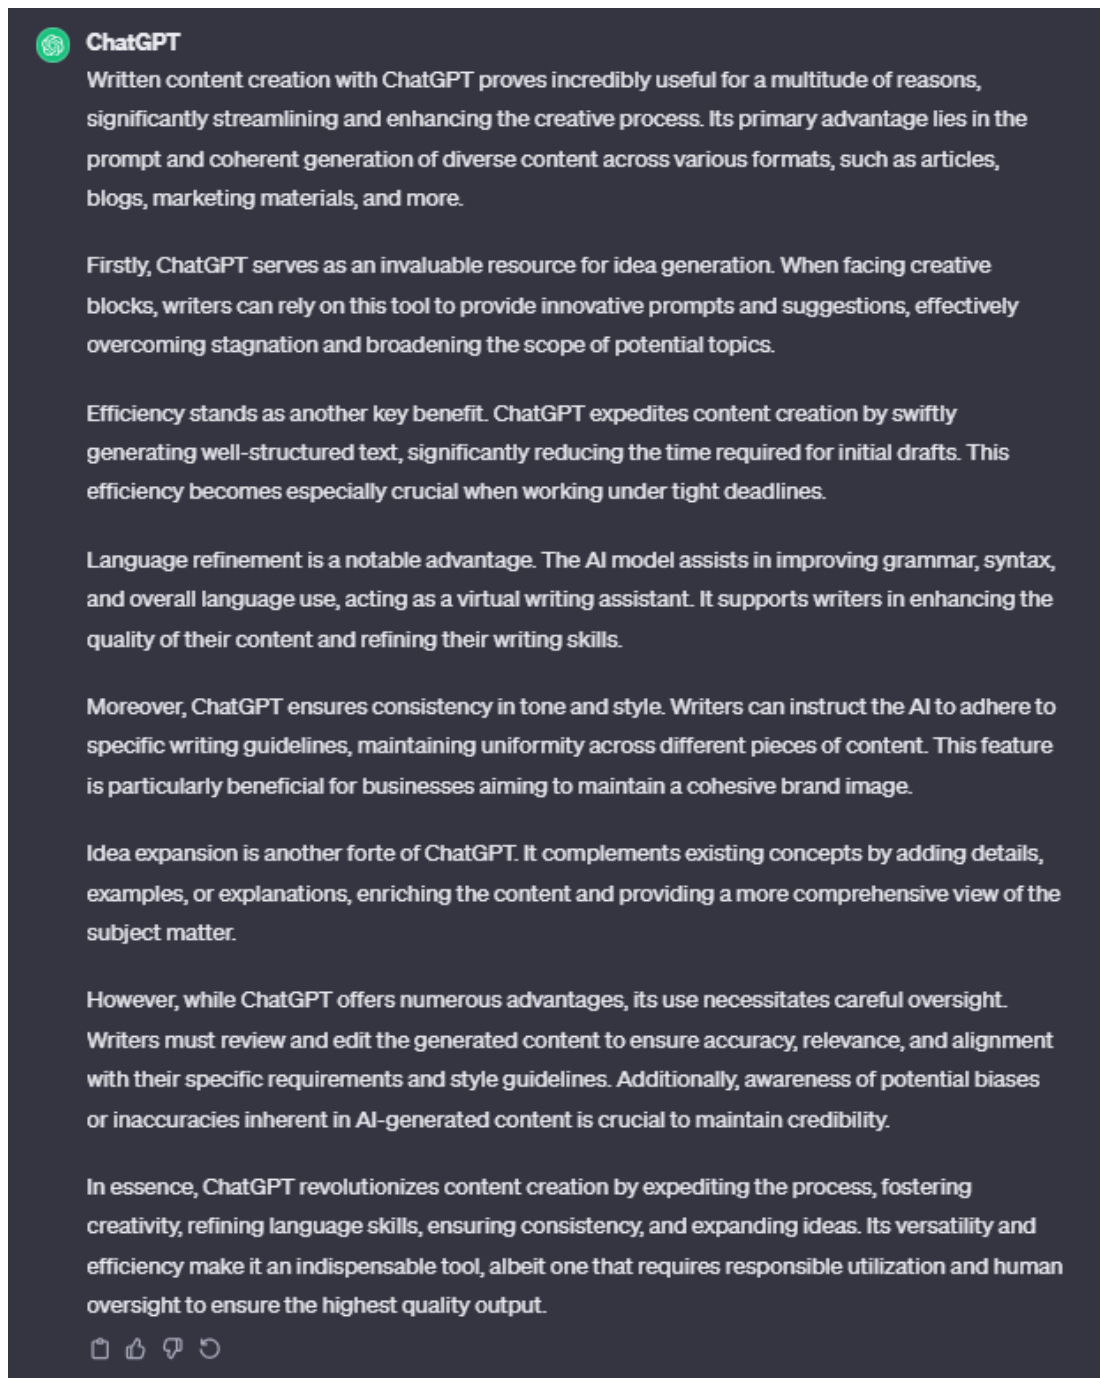 ChatGPT
Written content creation with ChatGPT proves incredibly useful for a multitude of reasons,
significantly streamlining and enhancing the creative process. Its primary advantage lies in the
prompt and coherent generation of diverse content across various formats, such as articles,
blogs, marketing materials, and more.
Firstly, ChatGPT serves as an invaluable resource for idea generation. When facing creative
blocks, writers can rely on this tool to provide innovative prompts and suggestions, effectively
overcoming stagnation and broadening the scope of potential topics.
Efficiency stands as another key benefit. ChatGPT expedites content creation by swiftly
generating well-structured text, significantly reducing the time required for initial drafts. This
efficiency becomes especially crucial when working under tight deadlines.
Language refinement is a notable advantage. The AI model assists in improving grammar, syntax,
and overall language use, acting as a virtual writing assistant. It supports writers in enhancing the
quality of their content and refining their writing skills.
Moreover, ChatGPT ensures consistency in tone and style. Writers can instruct the AI to adhere to
specific writing guidelines, maintaining uniformity across different pieces of content. This feature
is particularly beneficial for businesses aiming to maintain a cohesive brand image.
Idea expansion is another forte of ChatGPT. It complements existing concepts by adding details,
examples, or explanations, enriching the content and providing a more comprehensive view of the
subject matter.
However, while ChatGPT offers numerous advantages, its use necessitates careful oversight.
Writers must review and edit the generated content to ensure accuracy, relevance, and alignment
with their specific requirements and style guidelines. Additionally, awareness of potential biases
or inaccuracies inherent in AI-generated content is crucial to maintain credibility.
In essence, ChatGPT revolutionizes content creation by expediting the process, fostering
creativity, refining language skills, ensuring consistency, and expanding ideas. Its versatility and
efficiency make it an indispensable tool, albeit one that requires responsible utilization and human
oversight to ensure the highest quality output.